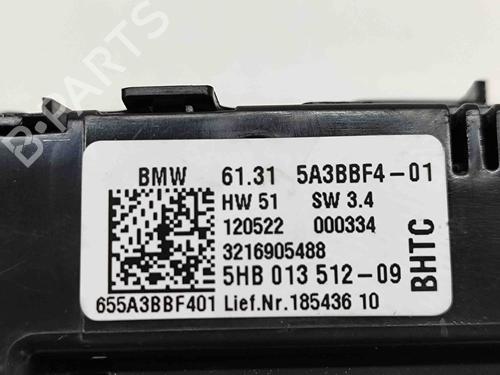 B-PARTS
BMW 61.31 5A3BBF4-01
HW 51 SW 3.4
120522 000334
3216905488
5HB 013 512-09
655A3BBF401 Lief.Nr.185436 10
BHTC